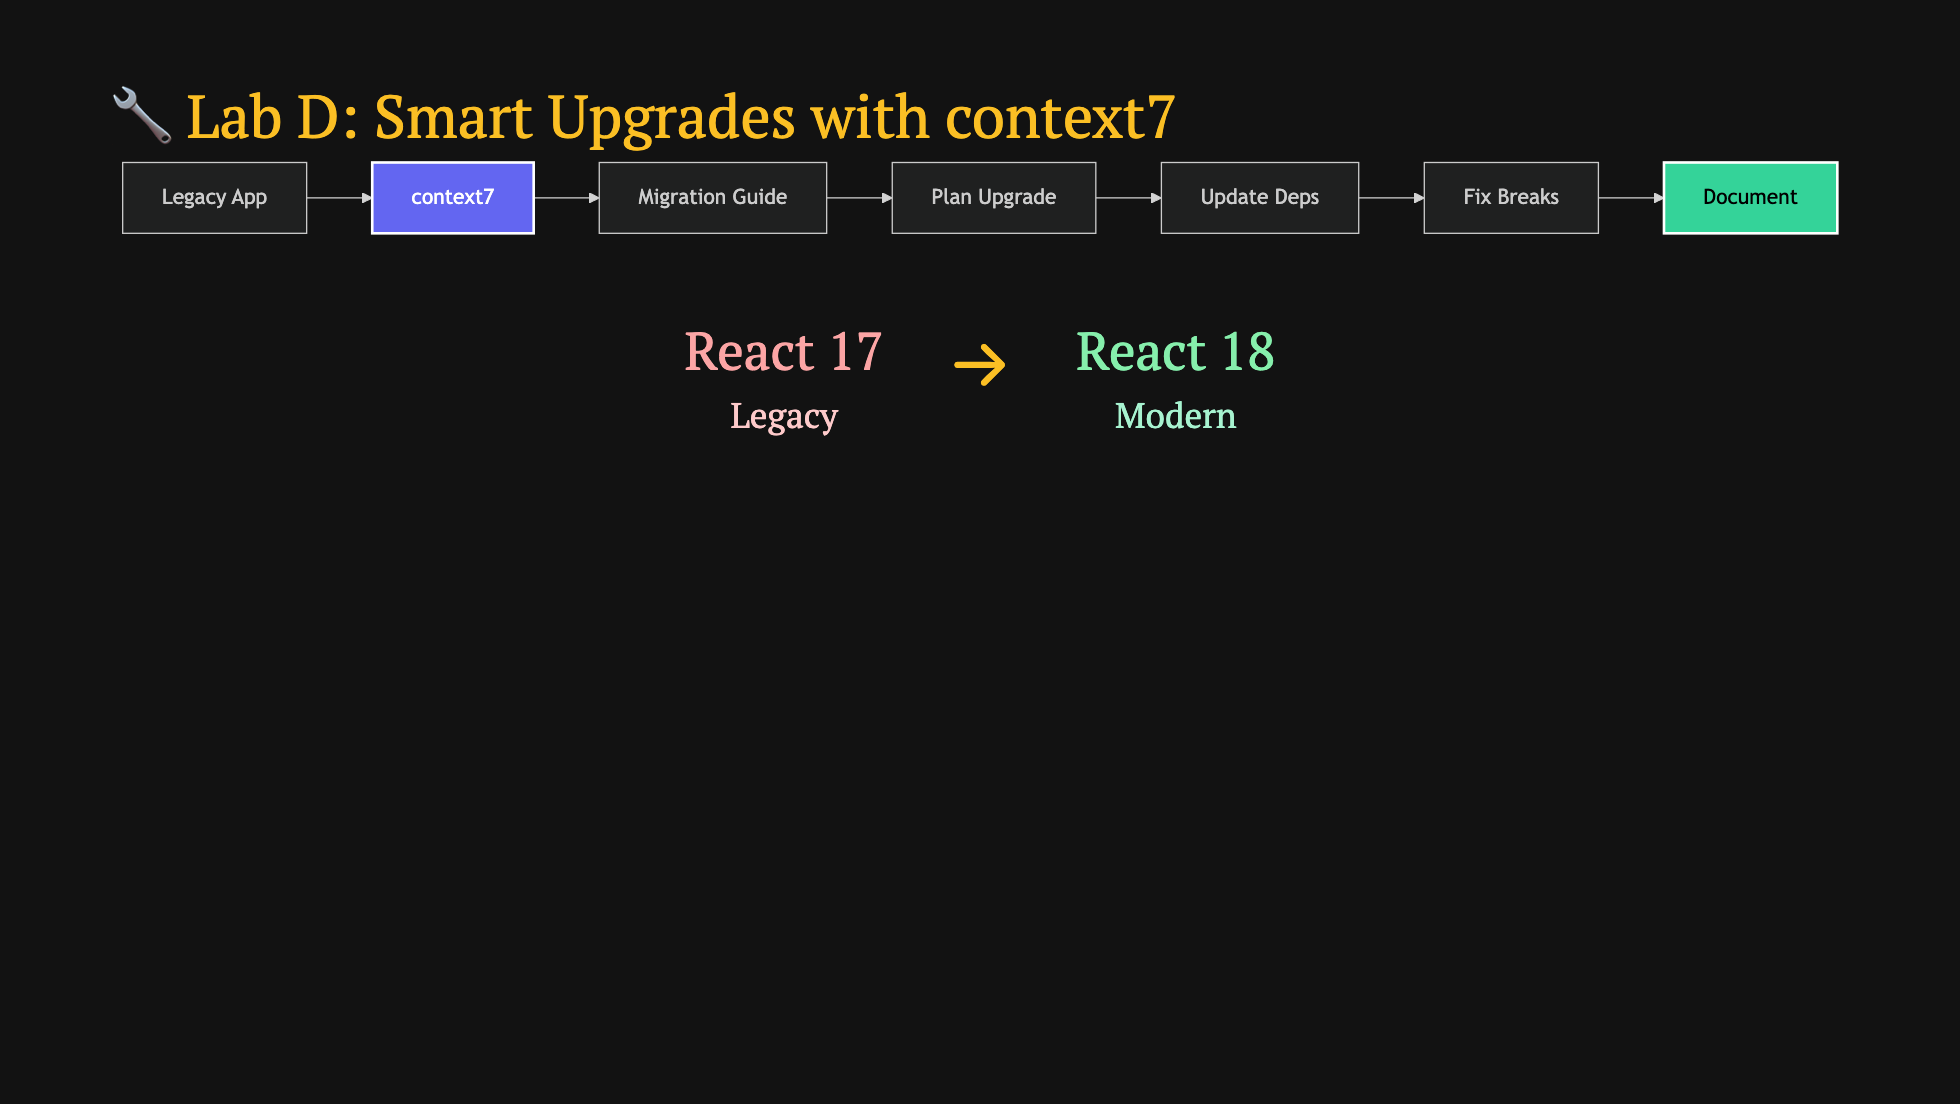 Lab D: Smart Upgrades with context7
Legacy App
context7
Migration Guide
Plan Upgrade
Update Deps
Fix Breaks
Document
React 17
React 18
Legacy
Modern